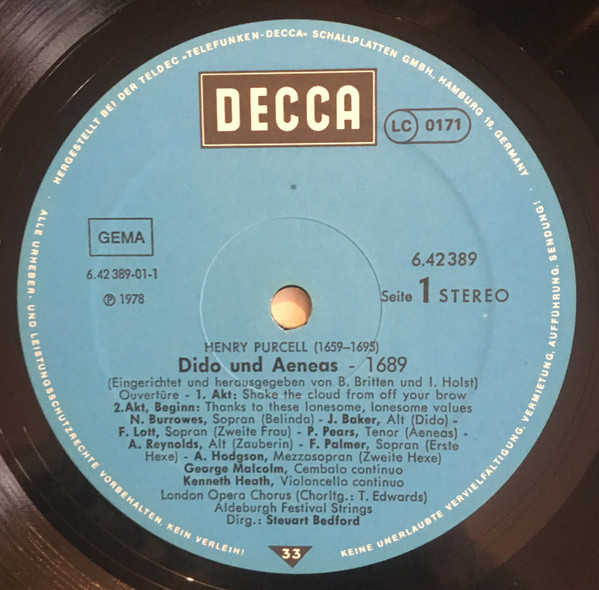 HERGESTELLT BEI DER TELDEC »TELEFUNKEN-DECCA« SCHALLPLATTEN GMBH., HAMBURG 19, GERMANY · ALLE URHEBER- UND LEISTUNGSSCHUTZRECHTE VORBEHALTEN. KEIN VERLEIH! KEINE UNERLAUBTE VERVIELFÄLTIGUNG, VERMIETUNG, AUFFÜHRUNG, SENDUNG!
DECCA
LC 0171
GEMA
6.42 389-01-1
℗ 1978
6.42 389
Seite 1 STEREO
HENRY PURCELL (1659-1695)
Dido und Aeneas - 1689
(Eingerichtet und herausgegeben von B. Britten und I. Holst)
Ouvertüre - 1. Akt: Shake the cloud from off your brow
2.Akt, Beginn: Thanks to these lonesome, lonesome values
N. Burrowes, Sopran (Belinda) - J. Baker, Alt (Dido) -
F. Lott, Sopran (Zweite Frau) - P. Pears, Tenor (Aeneas) -
A. Reynolds, Alt (Zauberin) - F. Palmer, Sopran (Erste
Hexe) - A. Hodgson, Mezzosopran (Zweite Hexe)
George Malcolm, Cembalo continuo
Kenneth Heath, Violoncello continuo
London Opera Chorus (Chorltg.: T. Edwards)
Aldeburgh Festival Strings
Dirg.: Steuart Bedford
33